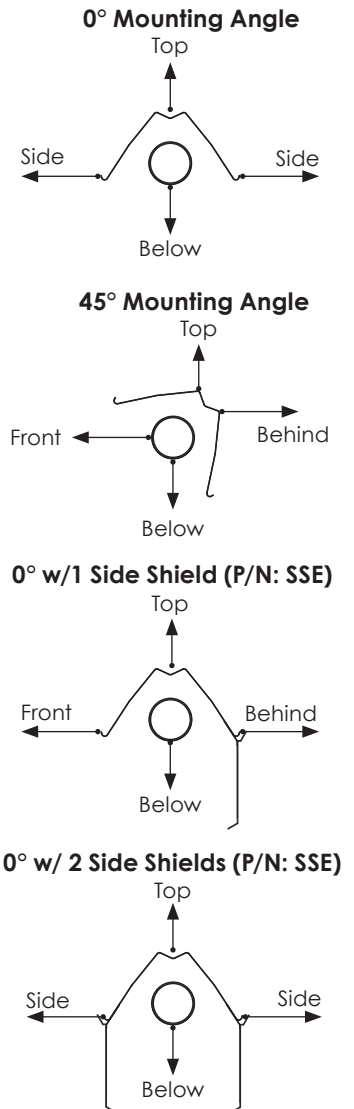 0° Mounting Angle
Top
Side Side
Below
45° Mounting Angle
Top
Front Behind
Below
0° w/1 Side Shield (P/N: SSE)
Top
Front Behind
Below
0° w/ 2 Side Shields (P/N: SSE)
Top
Side Side
Below